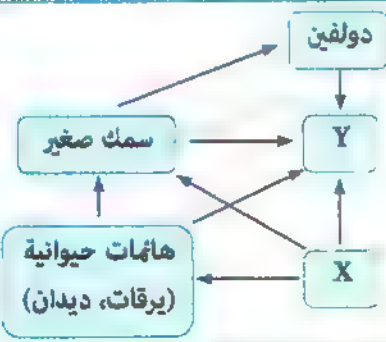 دولفين
سمك صغير
Y
هائمات حيوانية
(يرقات، ديدان)
X